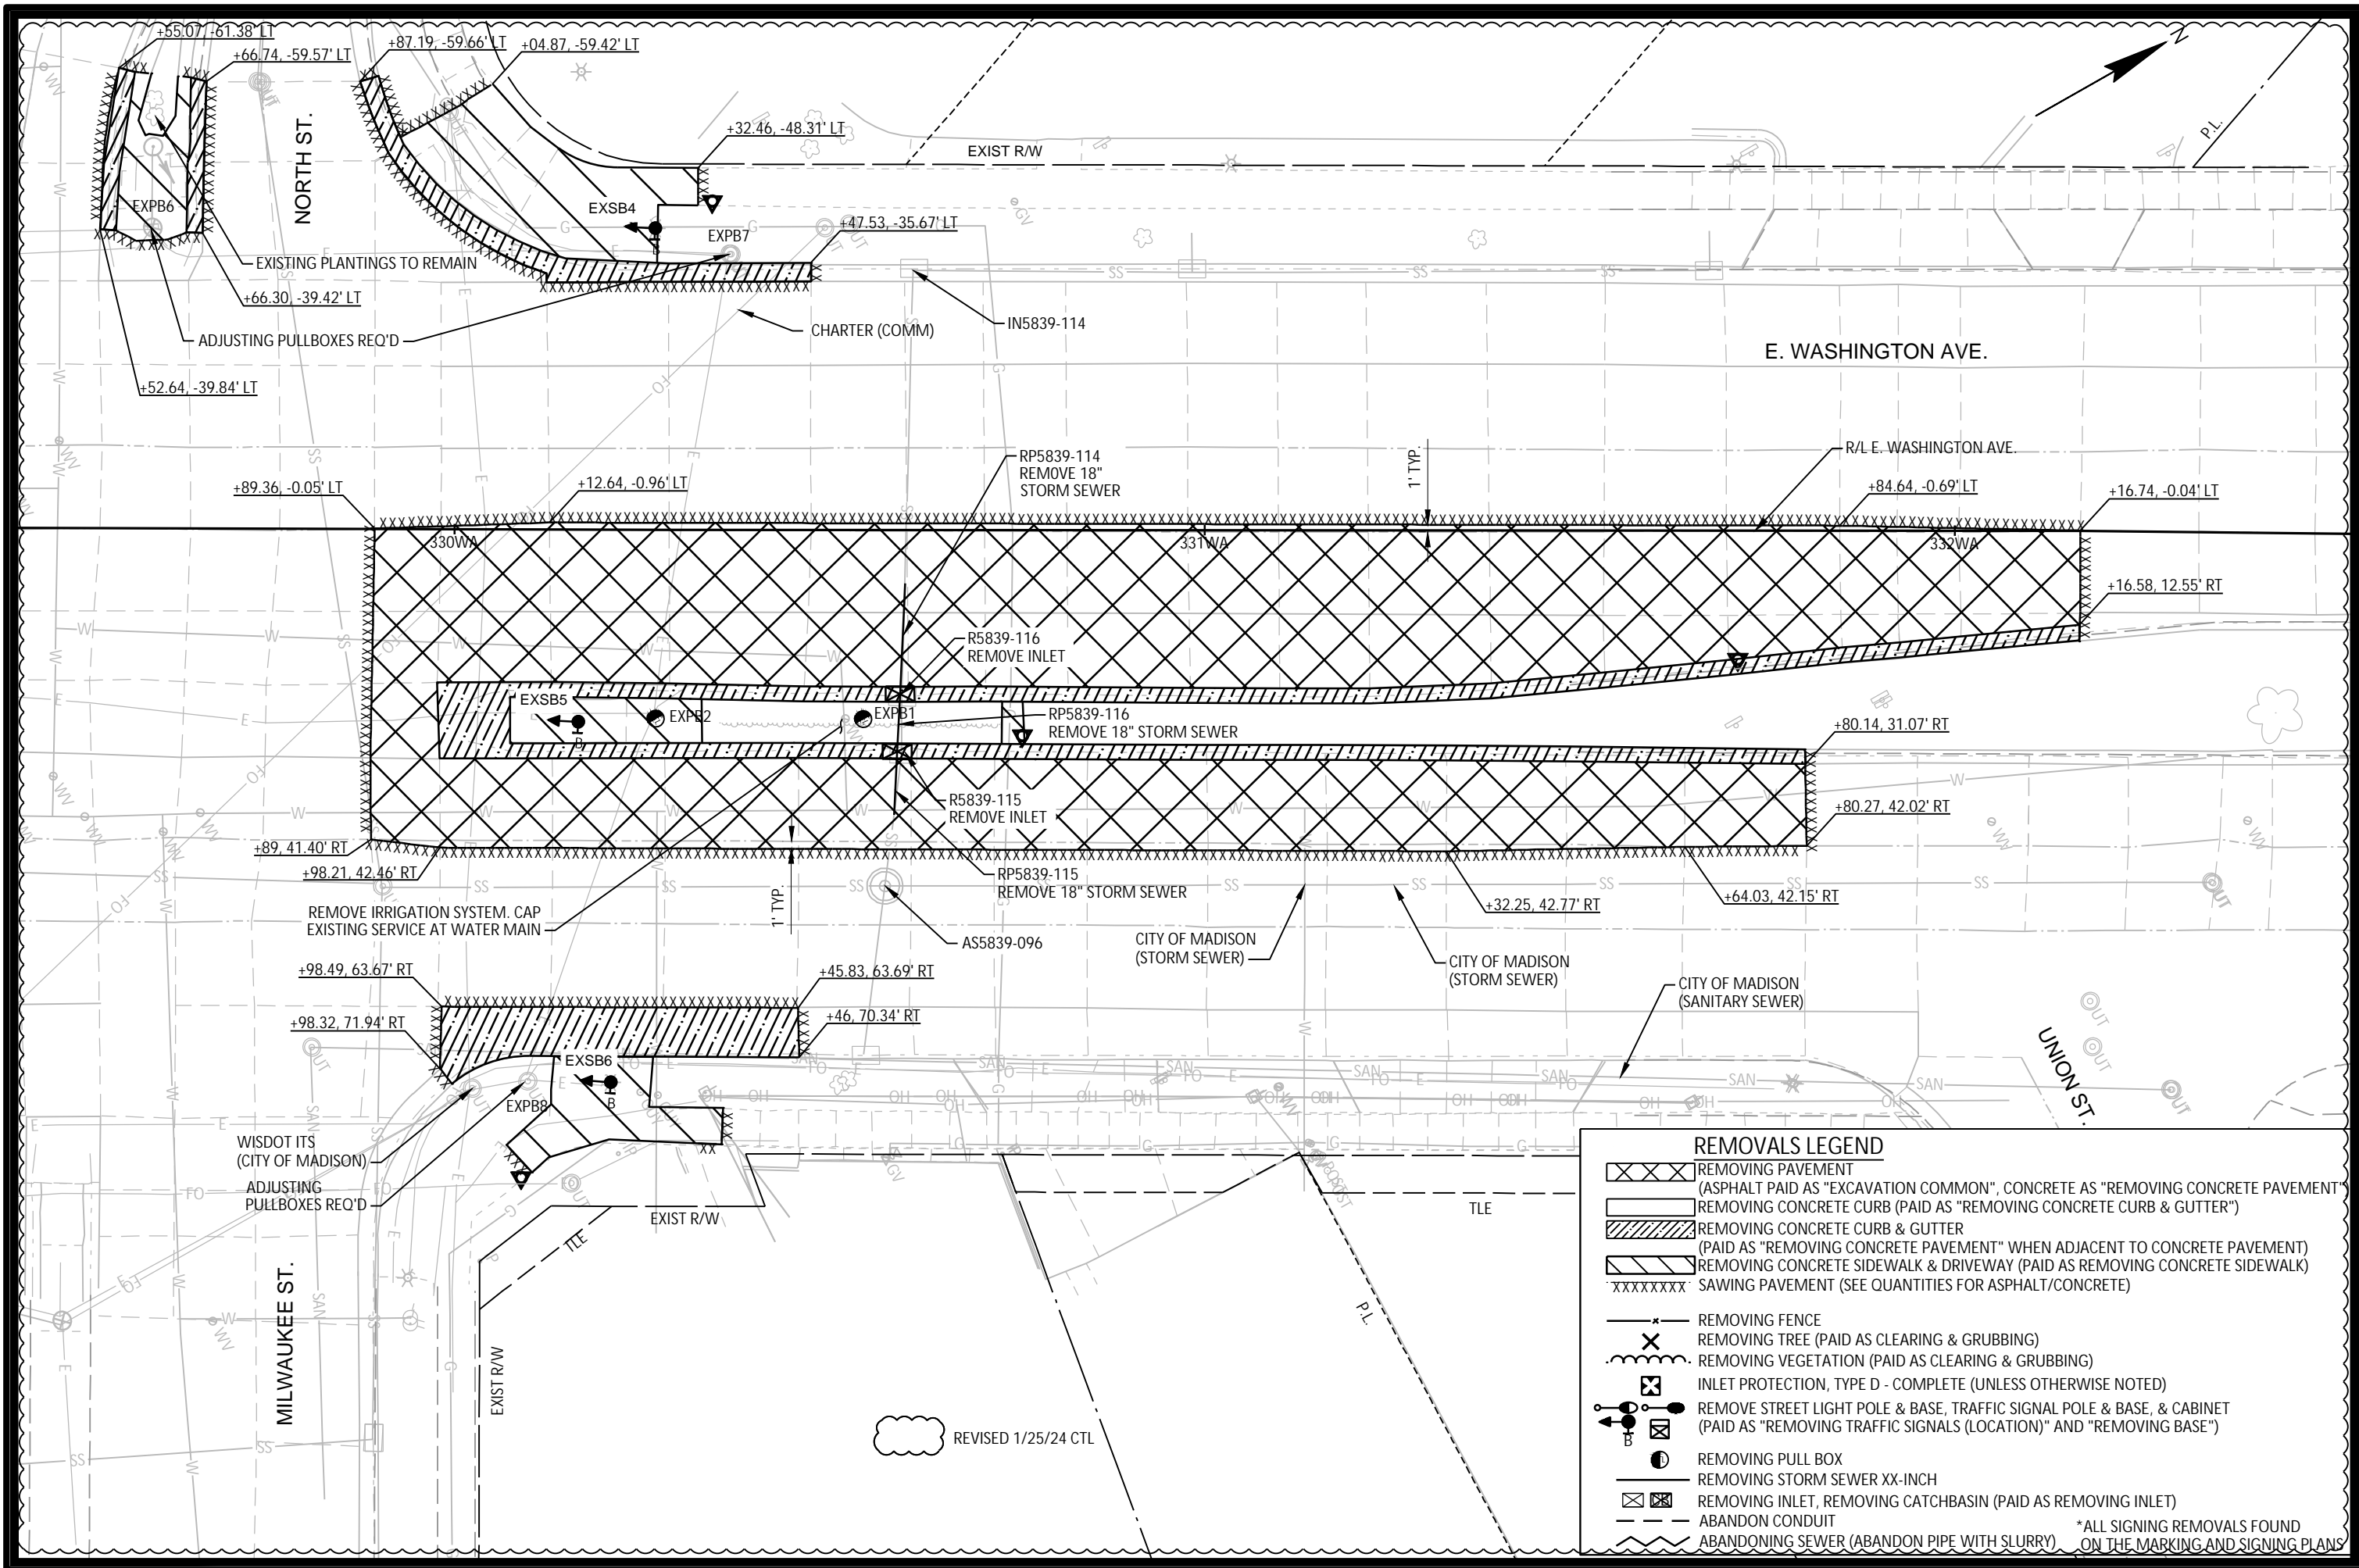 +55.07, -61.38' LT
+66.74, -59.57' LT
+87.19, -59.66' LT
+04.87, -59.42' LT
N
P.L.
NORTH ST.
+32.46, -48.31' LT
EXIST R/W
EXPB6
EXSB4
B
EXPB7
+47.53, -35.67' LT
EXISTING PLANTINGS TO REMAIN
+66.30, -39.42' LT
ADJUSTING PULLBOXES REQ'D
CHARTER (COMM)
IN5839-114
+52.64, -39.84' LT
E. WASHINGTON AVE.
RP5839-114
REMOVE 18"
STORM SEWER
1' TYP.
R/L E. WASHINGTON AVE.
+89.36, -0.05' LT
+12.64, -0.96' LT
+84.64, -0.69' LT
+16.74, -0.04' LT
330WA
331WA
332WA
+16.58, 12.55' RT
R5839-116
REMOVE INLET
EXSB5
B
EXPB2
EXPB1
RP5839-116
REMOVE 18" STORM SEWER
+80.14, 31.07' RT
R5839-115
REMOVE INLET
+80.27, 42.02' RT
+89, 41.40' RT
+98.21, 42.46' RT
RP5839-115
REMOVE 18" STORM SEWER
1' TYP.
+32.25, 42.77' RT
+64.03, 42.15' RT
REMOVE IRRIGATION SYSTEM. CAP
EXISTING SERVICE AT WATER MAIN
AS5839-096
CITY OF MADISON
(STORM SEWER)
CITY OF MADISON
(STORM SEWER)
CITY OF MADISON
(SANITARY SEWER)
+98.49, 63.67' RT
+45.83, 63.69' RT
+98.32, 71.94' RT
+46, 70.34' RT
EXSB6
B
EXPB8
UNION ST.
WISDOT ITS
(CITY OF MADISON)
ADJUSTING
PULLBOXES REQ'D
EXIST R/W
TLE
TLE
P.L.
MILWAUKEE ST.
EXIST R/W
REVISED 1/25/24 CTL
REMOVALS LEGEND
REMOVING PAVEMENT
(ASPHALT PAID AS "EXCAVATION COMMON", CONCRETE AS "REMOVING CONCRETE PAVEMENT"
REMOVING CONCRETE CURB (PAID AS "REMOVING CONCRETE CURB & GUTTER")
REMOVING CONCRETE CURB & GUTTER
(PAID AS "REMOVING CONCRETE PAVEMENT" WHEN ADJACENT TO CONCRETE PAVEMENT)
REMOVING CONCRETE SIDEWALK & DRIVEWAY (PAID AS REMOVING CONCRETE SIDEWALK)
SAWING PAVEMENT (SEE QUANTITIES FOR ASPHALT/CONCRETE)
REMOVING FENCE
REMOVING TREE (PAID AS CLEARING & GRUBBING)
REMOVING VEGETATION (PAID AS CLEARING & GRUBBING)
INLET PROTECTION, TYPE D - COMPLETE (UNLESS OTHERWISE NOTED)
REMOVE STREET LIGHT POLE & BASE, TRAFFIC SIGNAL POLE & BASE, & CABINET
(PAID AS "REMOVING TRAFFIC SIGNALS (LOCATION)" AND "REMOVING BASE")
B
REMOVING PULL BOX
REMOVING STORM SEWER XX-INCH
REMOVING INLET, REMOVING CATCHBASIN (PAID AS REMOVING INLET)
ABANDON CONDUIT
ABANDONING SEWER (ABANDON PIPE WITH SLURRY)
*ALL SIGNING REMOVALS FOUND
ON THE MARKING AND SIGNING PLANS